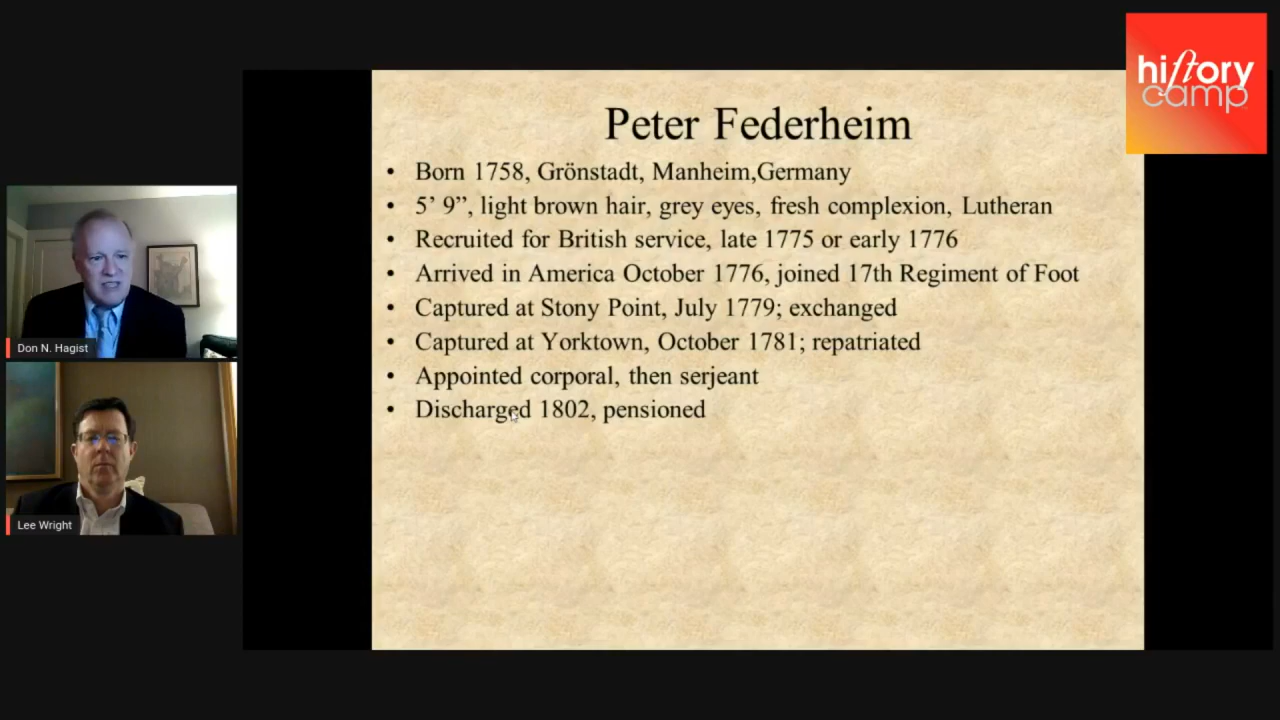 hiſtory
camp
Peter Federheim
• Born 1758, Grönstadt, Manheim,Germany
• 5’ 9”, light brown hair, grey eyes, fresh complexion, Lutheran
• Recruited for British service, late 1775 or early 1776
• Arrived in America October 1776, joined 17th Regiment of Foot
• Captured at Stony Point, July 1779; exchanged
• Captured at Yorktown, October 1781; repatriated
• Appointed corporal, then serjeant
• Discharged 1802, pensioned
Don N. Hagist
Lee Wright